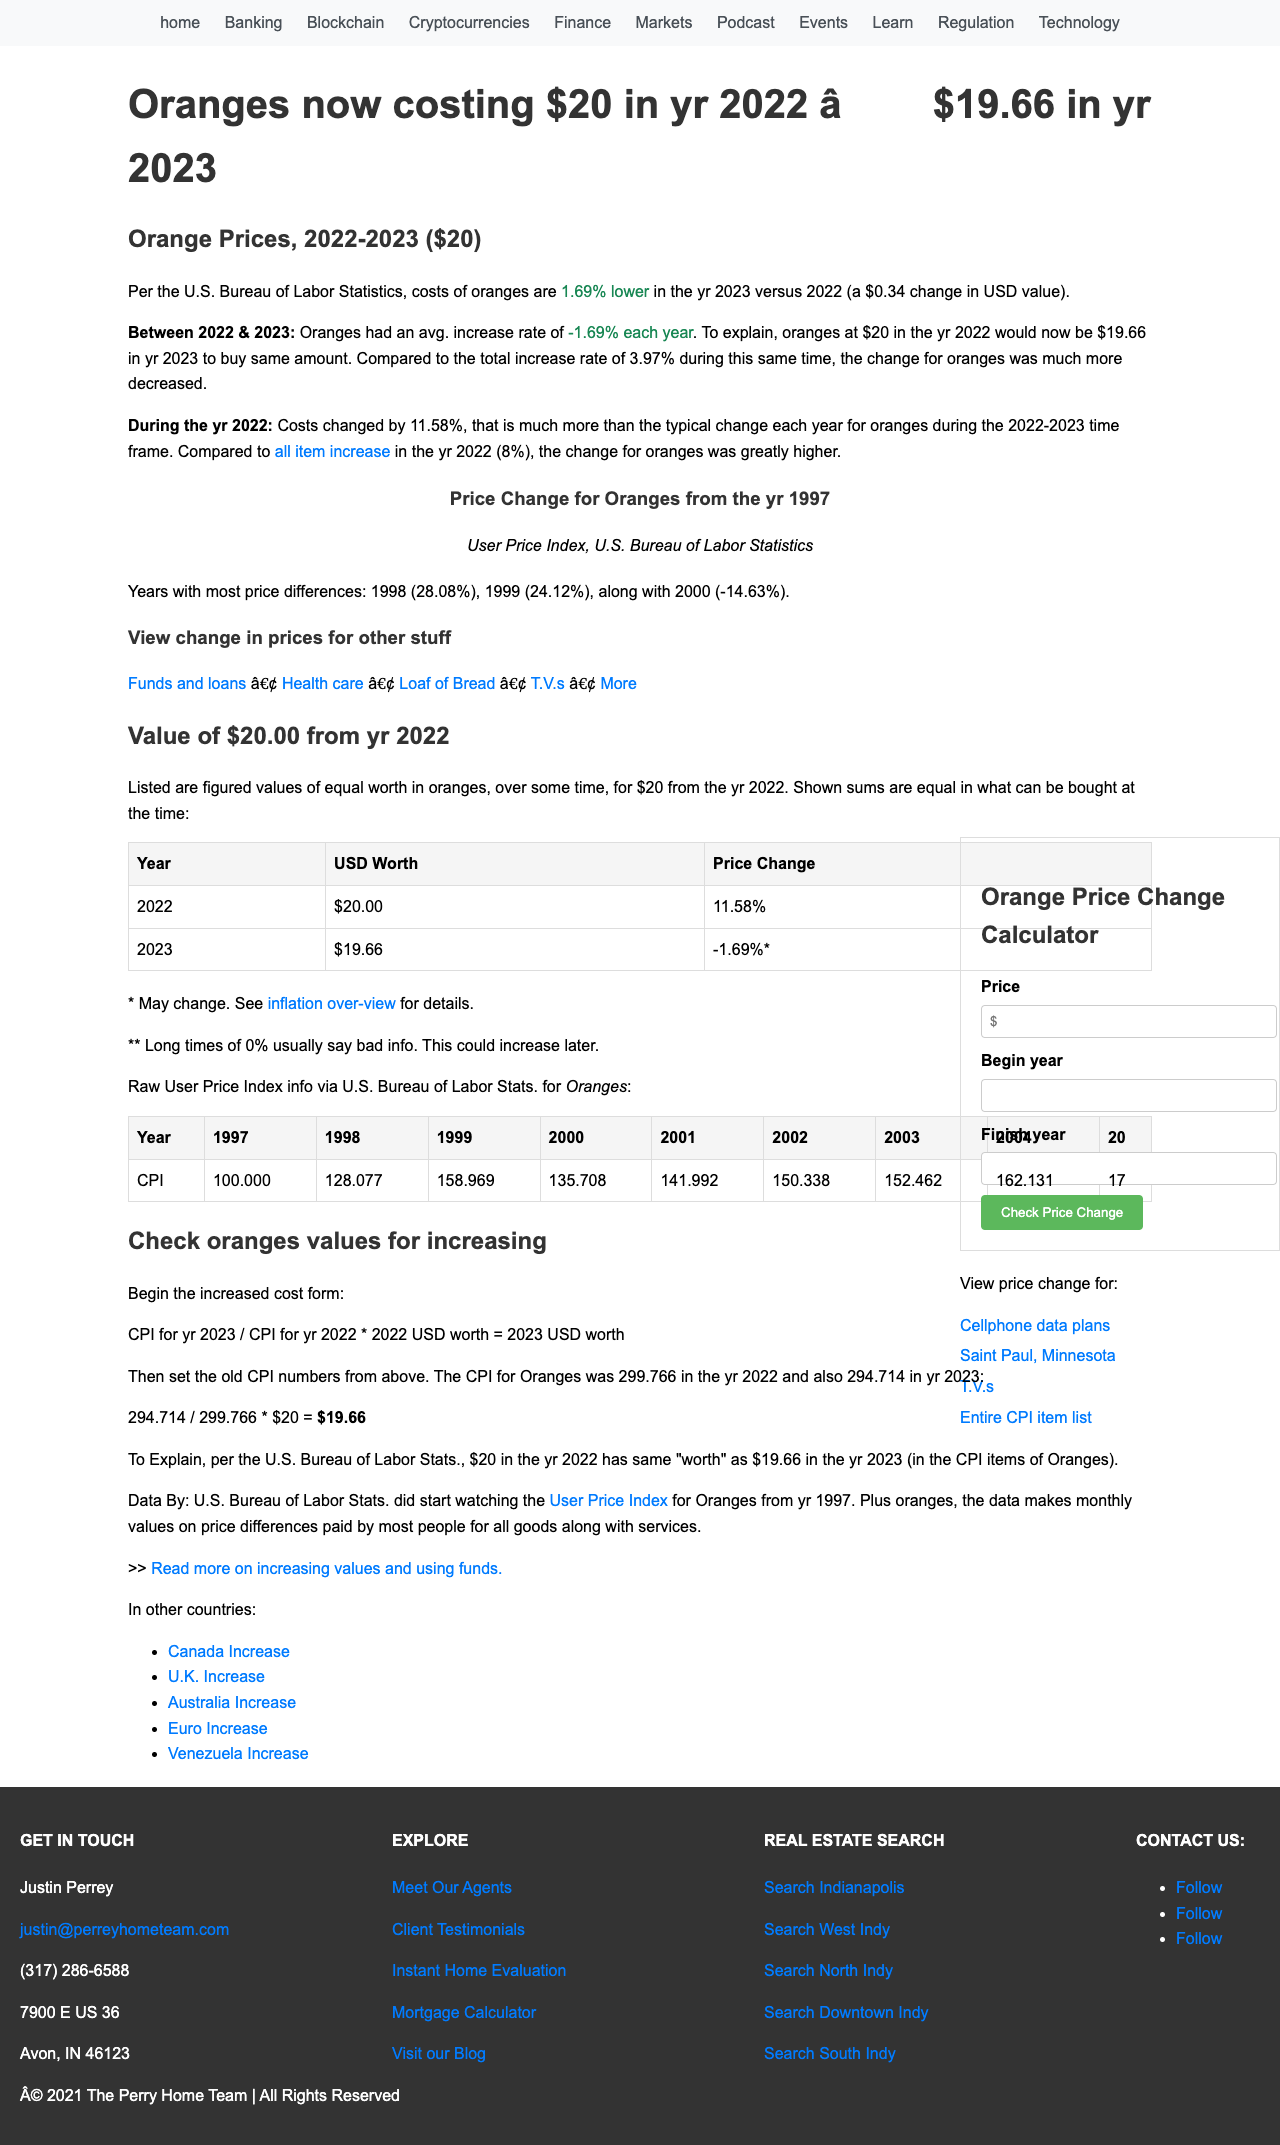 home Banking Blockchain Cryptocurrencies Finance Markets Podcast Events Learn Regulation Technology
Oranges now costing $20 in yr 2022 â $19.66 in yr
2023
Orange Prices, 2022-2023 ($20)
Per the U.S. Bureau of Labor Statistics, costs of oranges are 1.69% lower in the yr 2023 versus 2022 (a $0.34 change in USD value).
Between 2022 & 2023: Oranges had an avg. increase rate of -1.69% each year. To explain, oranges at $20 in the yr 2022 would now be $19.66
in yr 2023 to buy same amount. Compared to the total increase rate of 3.97% during this same time, the change for oranges was much more
decreased.
During the yr 2022: Costs changed by 11.58%, that is much more than the typical change each year for oranges during the 2022-2023 time
frame. Compared to all item increase in the yr 2022 (8%), the change for oranges was greatly higher.
Price Change for Oranges from the yr 1997
User Price Index, U.S. Bureau of Labor Statistics
Years with most price differences: 1998 (28.08%), 1999 (24.12%), along with 2000 (-14.63%).
View change in prices for other stuff
Funds and loans â€¢ Health care â€¢ Loaf of Bread â€¢ T.V.s â€¢ More
Value of $20.00 from yr 2022
Listed are figured values of equal worth in oranges, over some time, for $20 from the yr 2022. Shown sums are equal in what can be bought at
the time:
Year USD Worth Price Change
2022 $20.00 11.58%
2023 $19.66 -1.69%*
* May change. See inflation over-view for details.
** Long times of 0% usually say bad info. This could increase later.
Raw User Price Index info via U.S. Bureau of Labor Stats. for Oranges:
Year 1997 1998 1999 2000 2001 2002 2003 2004 20
CPI 100.000 128.077 158.969 135.708 141.992 150.338 152.462 162.131 17
Orange Price Change
Calculator
Price
$
Begin year
Finish year
Check Price Change
View price change for:
Cellphone data plans
Saint Paul, Minnesota
T.V.s
Entire CPI item list
Check oranges values for increasing
Begin the increased cost form:
CPI for yr 2023 / CPI for yr 2022 * 2022 USD worth = 2023 USD worth
Then set the old CPI numbers from above. The CPI for Oranges was 299.766 in the yr 2022 and also 294.714 in yr 2023:
294.714 / 299.766 * $20 = $19.66
To Explain, per the U.S. Bureau of Labor Stats., $20 in the yr 2022 has same "worth" as $19.66 in the yr 2023 (in the CPI items of Oranges).
Data By: U.S. Bureau of Labor Stats. did start watching the User Price Index for Oranges from yr 1997. Plus oranges, the data makes monthly
values on price differences paid by most people for all goods along with services.
>> Read more on increasing values and using funds.
In other countries:
• Canada Increase
• U.K. Increase
• Australia Increase
• Euro Increase
• Venezuela Increase
GET IN TOUCH
Justin Perrey
justin@perreyhometeam.com
(317) 286-6588
7900 E US 36
Avon, IN 46123
EXPLORE
Meet Our Agents
Client Testimonials
Instant Home Evaluation
Mortgage Calculator
Visit our Blog
REAL ESTATE SEARCH
Search Indianapolis
Search West Indy
Search North Indy
Search Downtown Indy
Search South Indy
CONTACT US:
• Follow
• Follow
• Follow
Â© 2021 The Perry Home Team | All Rights Reserved